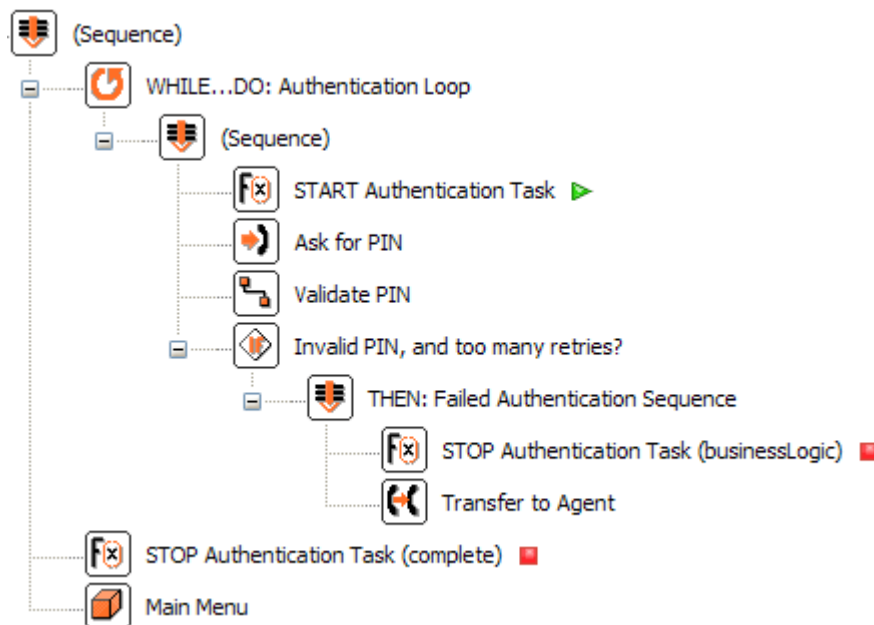 (Sequence)
WHILE...DO: Authentication Loop
(Sequence)
F(x) START Authentication Task
Ask for PIN
Validate PIN
IF Invalid PIN, and too many retries?
THEN: Failed Authentication Sequence
F(x) STOP Authentication Task (businessLogic)
Transfer to Agent
F(x) STOP Authentication Task (complete)
Main Menu